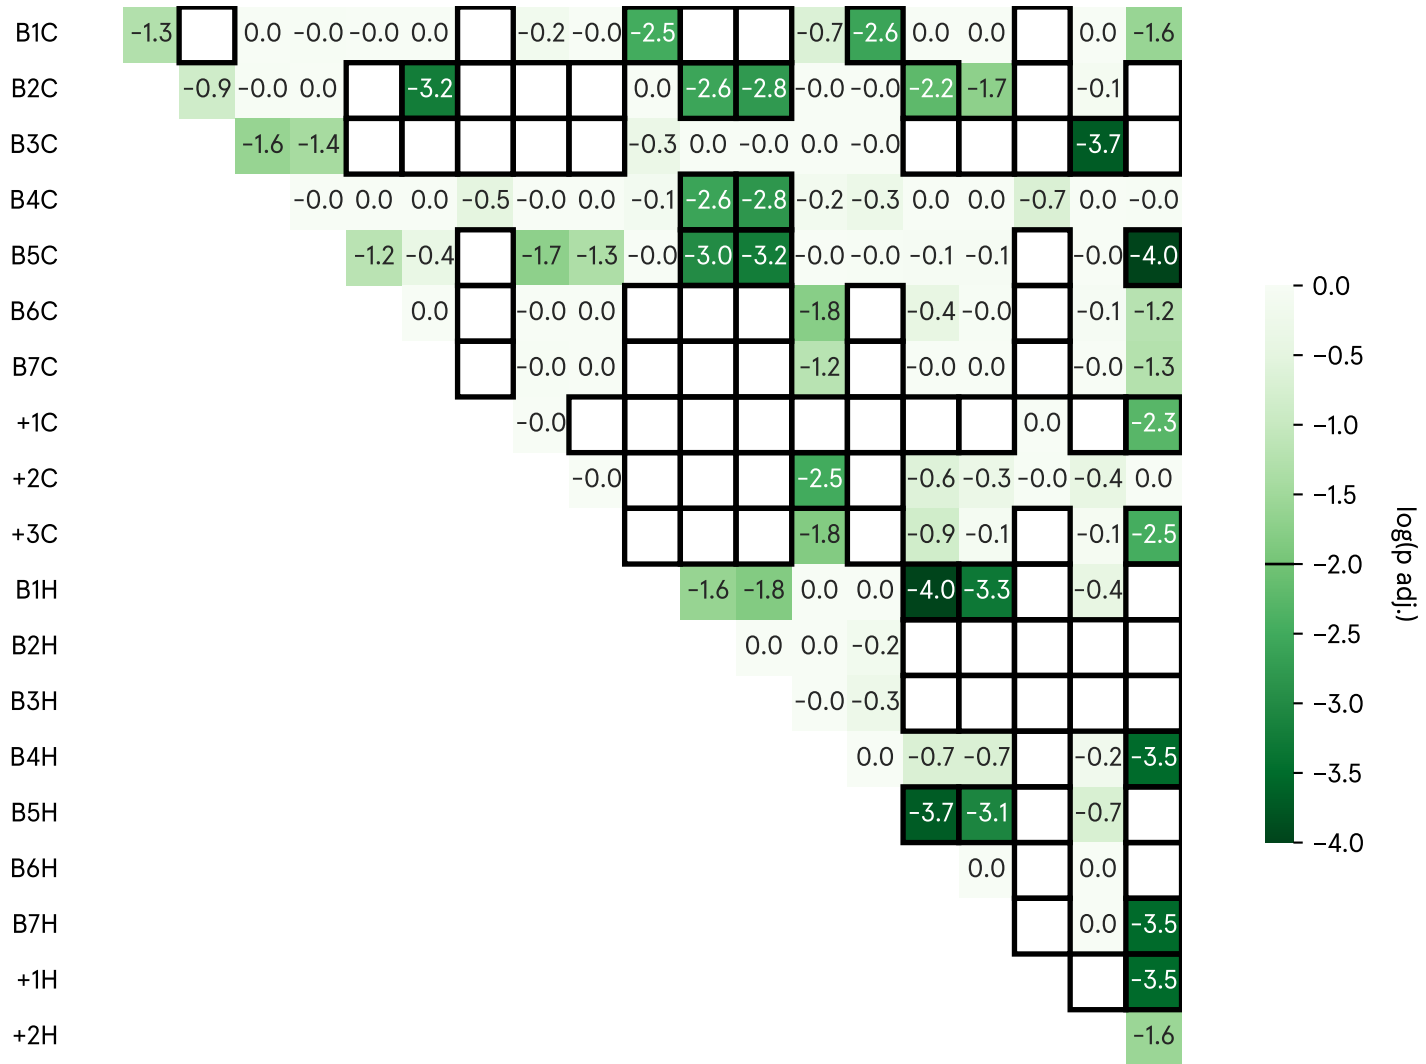 B1C -1.3 0.0 -0.0 -0.0 0.0 -0.2 -0.0 -2.5 -0.7 -2.6 0.0 0.0 0.0 -1.6
B2C -0.9 -0.0 0.0 -3.2 0.0 -2.6 -2.8 -0.0 -0.0 -2.2 -1.7 -0.1
B3C -1.6 -1.4 -0.3 0.0 -0.0 0.0 -0.0 -3.7
B4C -0.0 0.0 0.0 -0.5 -0.0 0.0 -0.1 -2.6 -2.8 -0.2 -0.3 0.0 0.0 -0.7 0.0 -0.0
B5C -1.2 -0.4 -1.7 -1.3 -0.0 -3.0 -3.2 -0.0 -0.0 -0.1 -0.1 -0.0 -4.0
B6C 0.0 -0.0 0.0 -1.8 -0.4 -0.0 -0.1 -1.2
B7C -0.0 0.0 -1.2 -0.0 0.0 -0.0 -1.3
+1C -0.0 0.0 -2.3
+2C -0.0 -2.5 -0.6 -0.3 -0.0 -0.4 0.0
+3C -1.8 -0.9 -0.1 -0.1 -2.5
B1H -1.6 -1.8 0.0 0.0 -4.0 -3.3 -0.4
B2H 0.0 0.0 -0.2
B3H -0.0 -0.3
B4H 0.0 -0.7 -0.7 -0.2 -3.5
B5H -3.7 -3.1 -0.7
B6H 0.0 0.0
B7H 0.0 -3.5
+1H -3.5
+2H -1.6
0.0
-0.5
-1.0
-1.5
-2.0
-2.5
-3.0
-3.5
-4.0
log(p adj.)